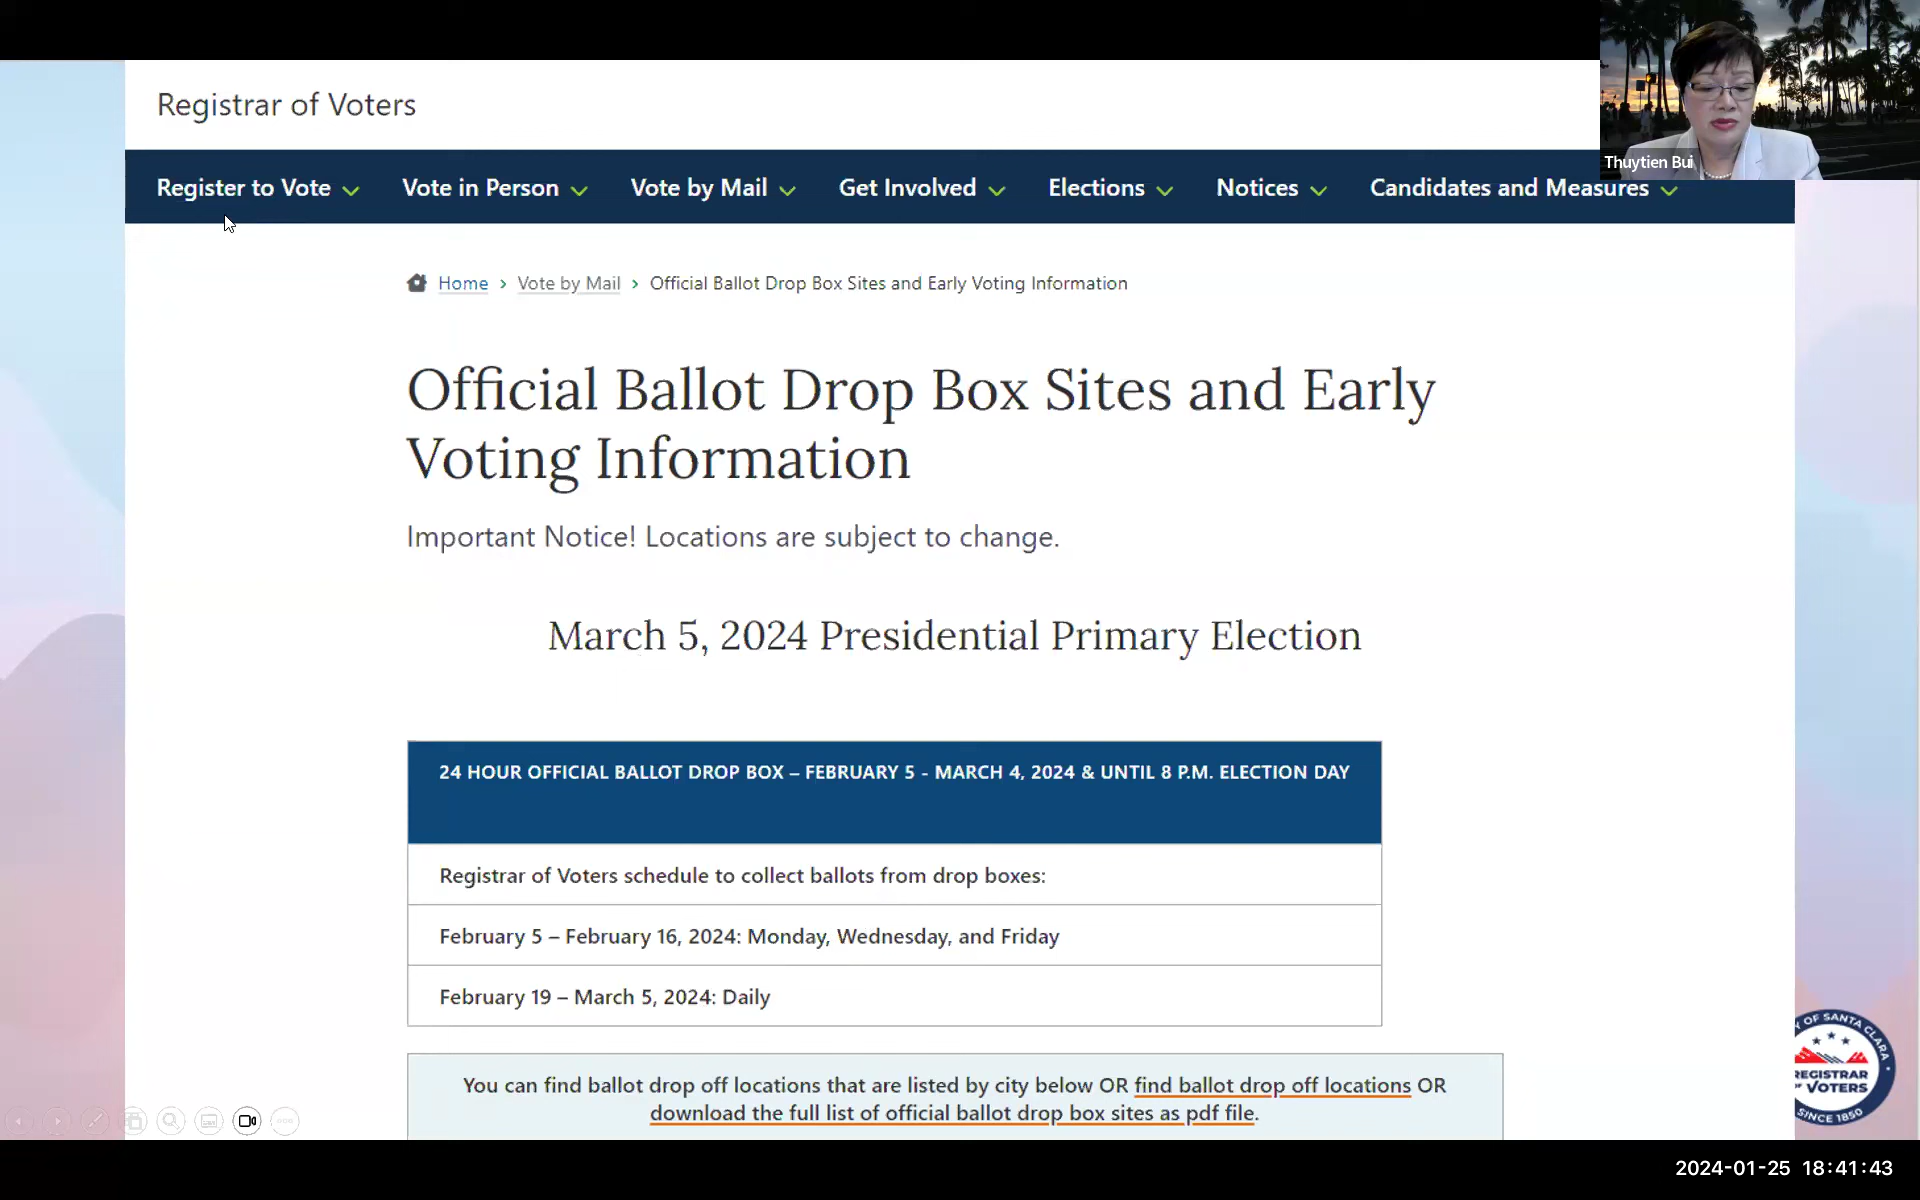 Registrar of Voters
Thuytien Bui
Register to Vote
Vote in Person
Vote by Mail
Get Involved
Elections
Notices
Candidates and Measures
Home › Vote by Mail › Official Ballot Drop Box Sites and Early Voting Information
Official Ballot Drop Box Sites and Early
Voting Information
Important Notice! Locations are subject to change.
March 5, 2024 Presidential Primary Election
24 HOUR OFFICIAL BALLOT DROP BOX – FEBRUARY 5 - MARCH 4, 2024 & UNTIL 8 P.M. ELECTION DAY
Registrar of Voters schedule to collect ballots from drop boxes:
February 5 – February 16, 2024: Monday, Wednesday, and Friday
February 19 – March 5, 2024: Daily
You can find ballot drop off locations that are listed by city below OR find ballot drop off locations OR
download the full list of official ballot drop box sites as pdf file.
Y OF SANTA CLARA
REGISTRAR
OF VOTERS
SINCE 1850
2024-01-25 18:41:43